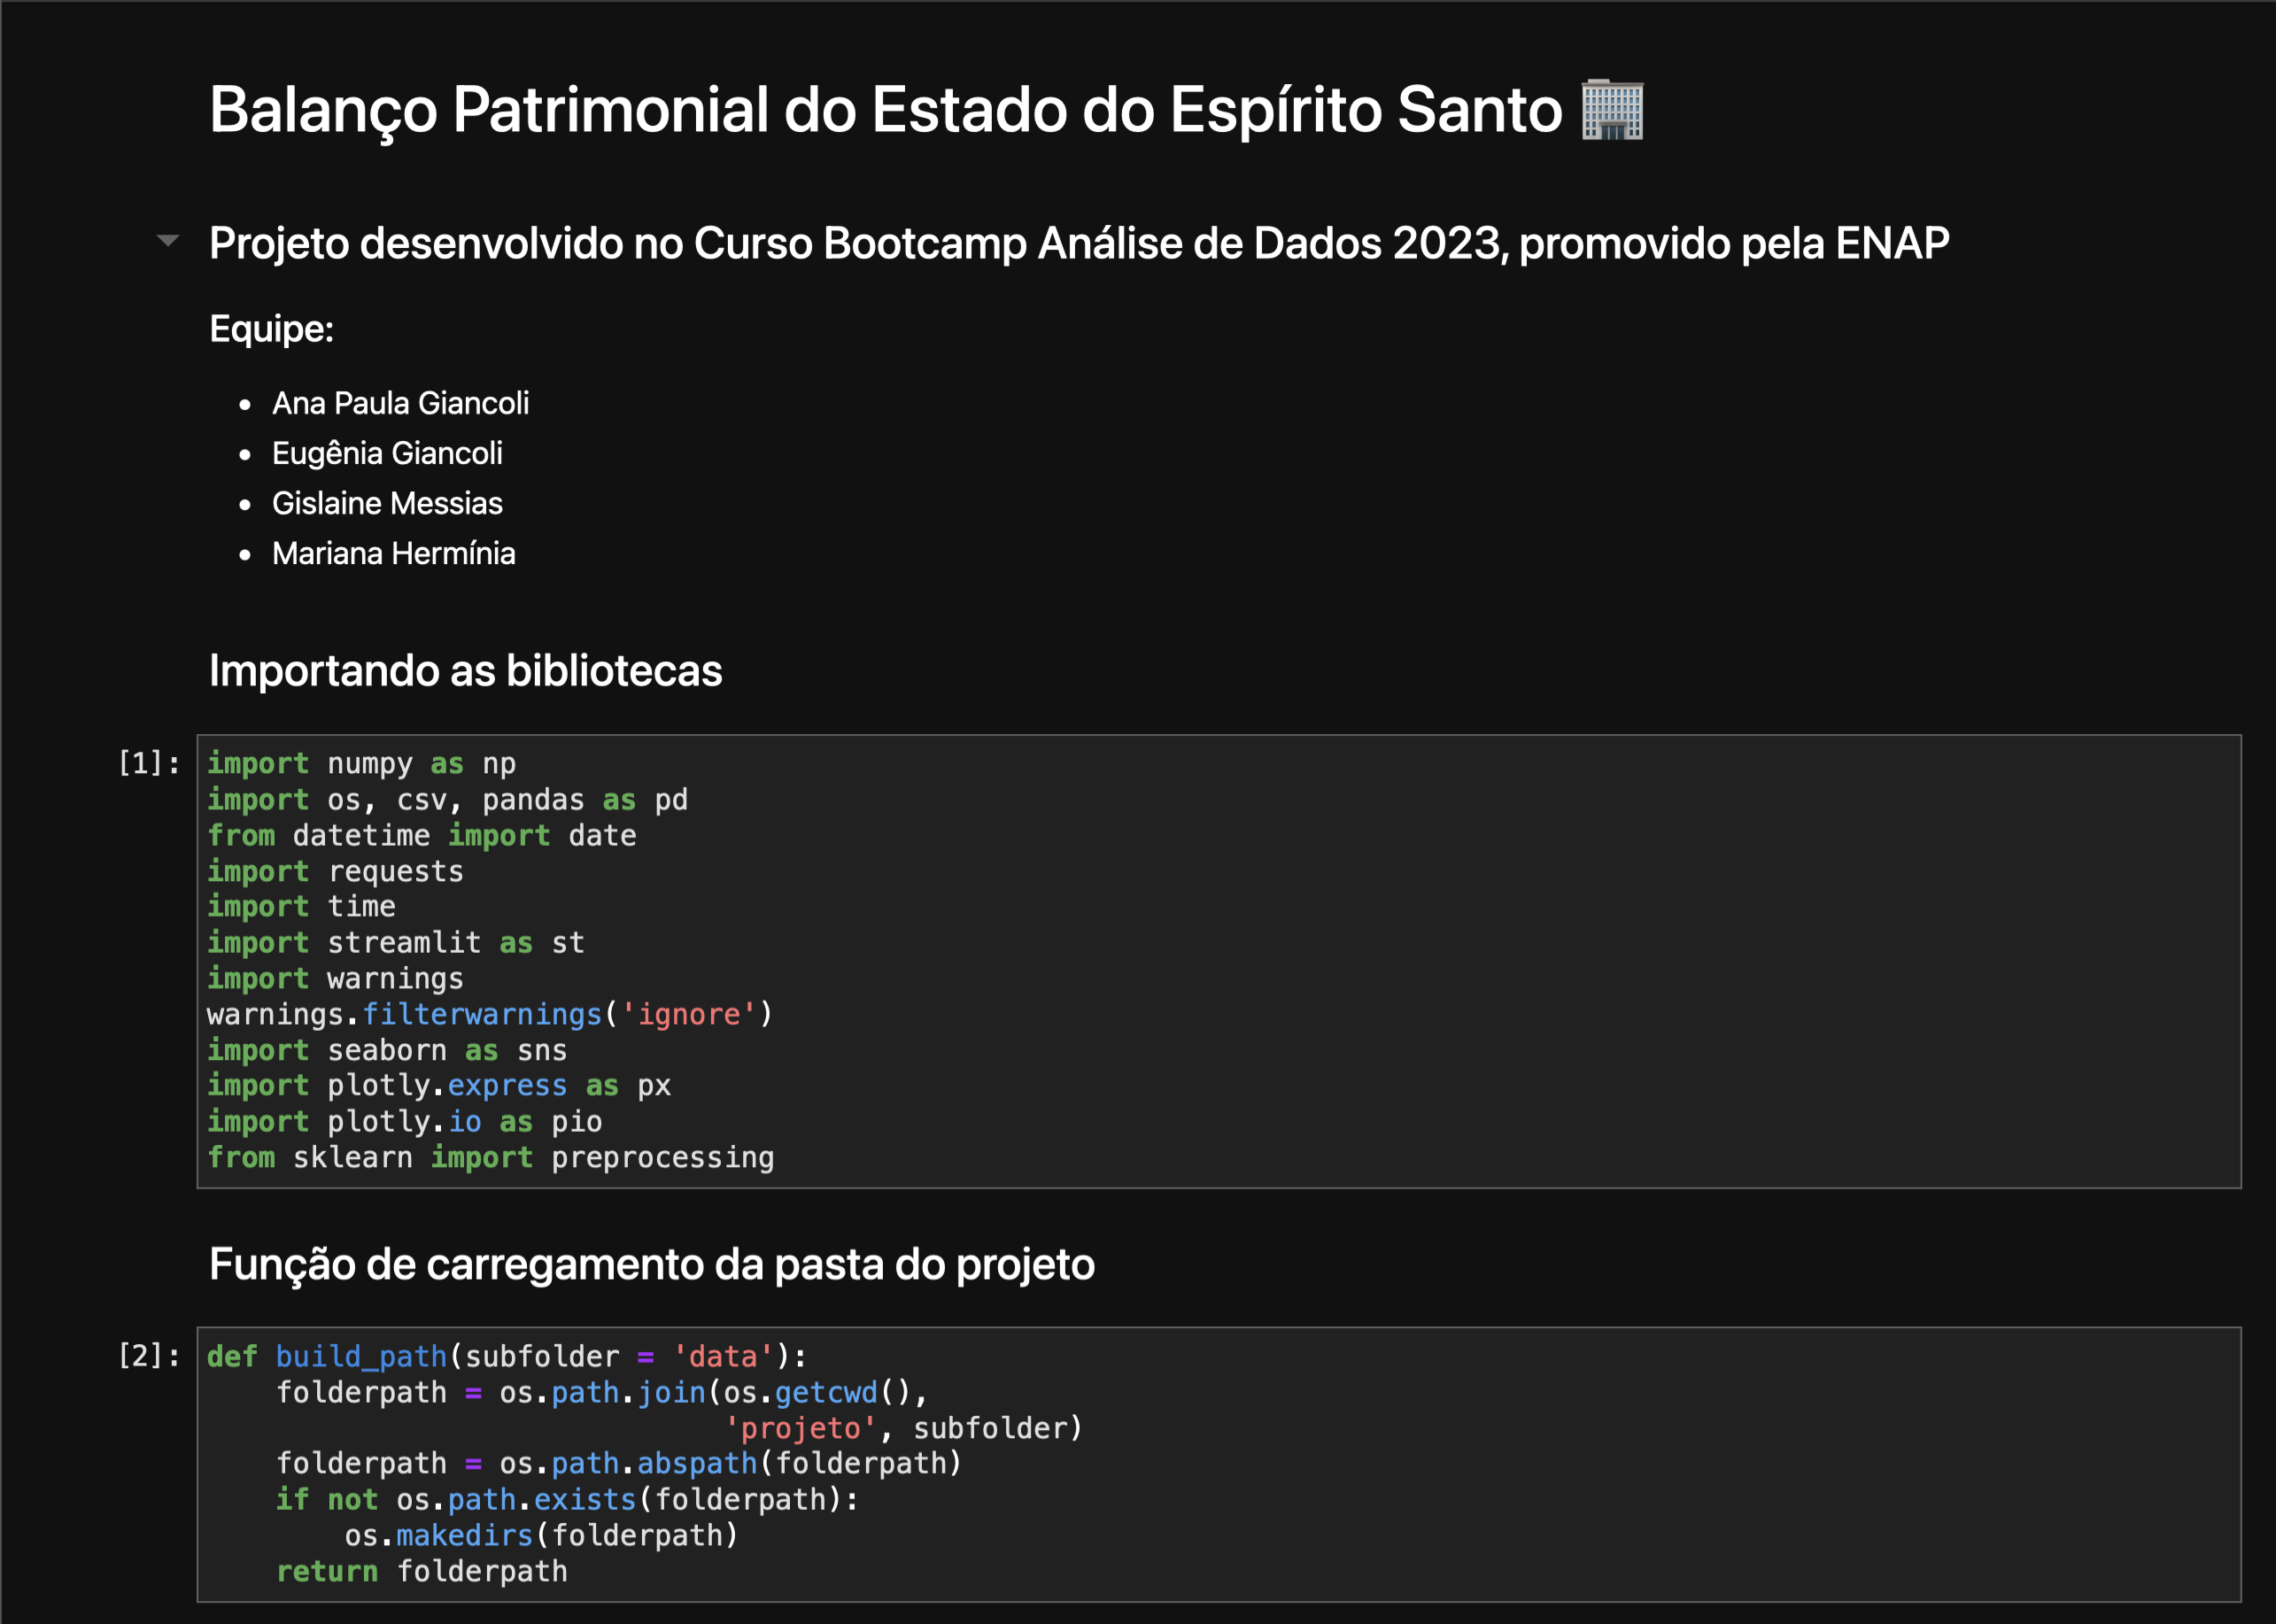 Balanço Patrimonial do Estado do Espírito Santo 🏢
Projeto desenvolvido no Curso Bootcamp Análise de Dados 2023, promovido pela ENAP
Equipe:
• Ana Paula Giancoli
• Eugênia Giancoli
• Gislaine Messias
• Mariana Hermínia
Importando as bibliotecas
[1]:
import numpy as np
import os, csv, pandas as pd
from datetime import date
import requests
import time
import streamlit as st
import warnings
warnings.filterwarnings('ignore')
import seaborn as sns
import plotly.express as px
import plotly.io as pio
from sklearn import preprocessing
Função de carregamento da pasta do projeto
[2]:
def build_path(subfolder = 'data'):
    folderpath = os.path.join(os.getcwd(),
                              'projeto', subfolder)
    folderpath = os.path.abspath(folderpath)
    if not os.path.exists(folderpath):
        os.makedirs(folderpath)
    return folderpath